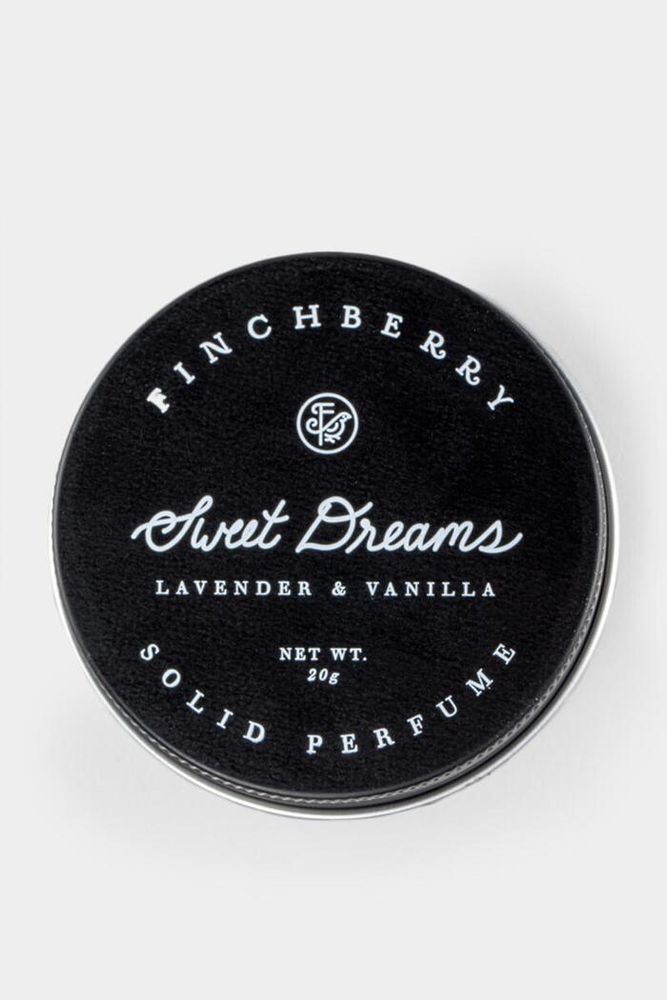 FINCHBERRY
F
Sweet Dreams
LAVENDER & VANILLA
NET WT.
20g
SOLID PERFUME